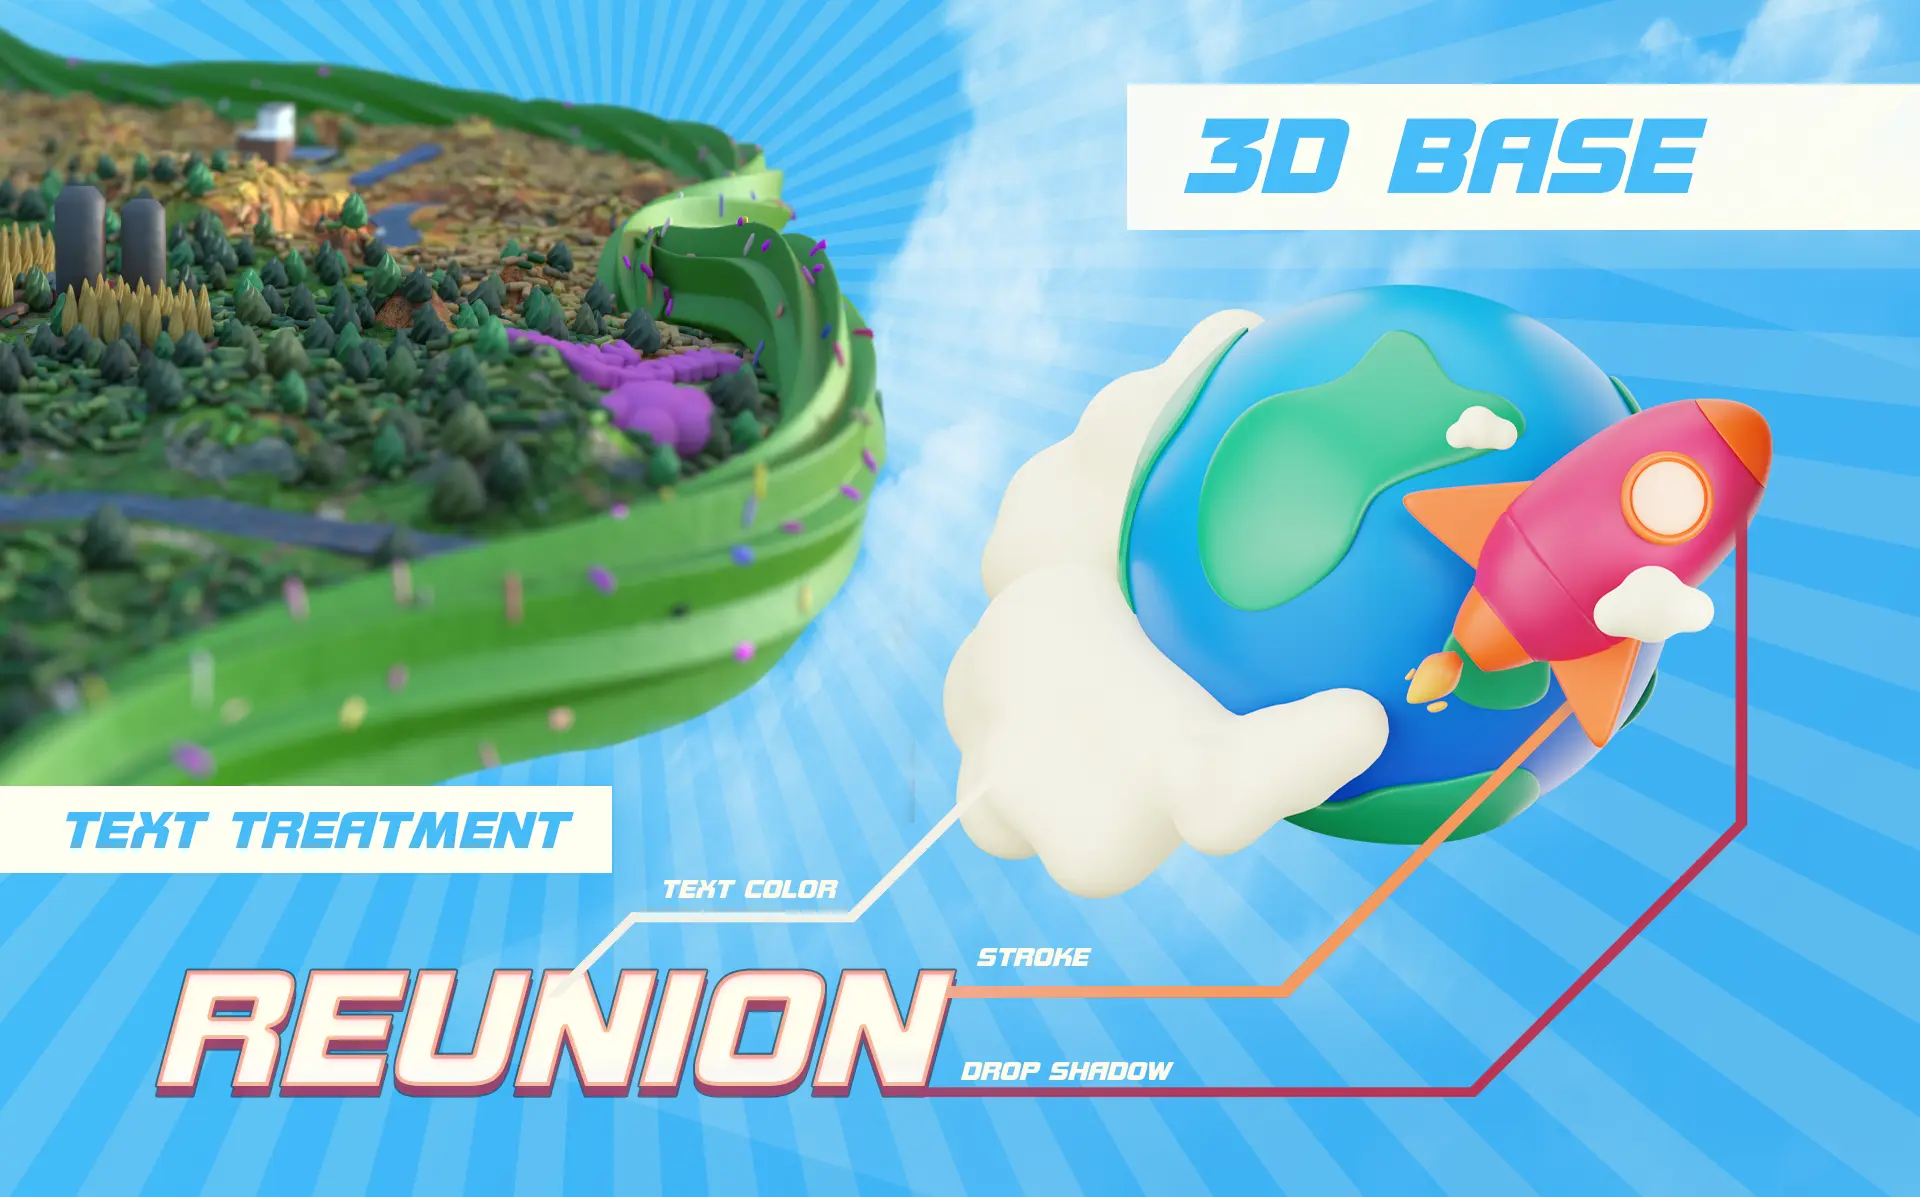 3D BASE
TEXT TREATMENT
TEXT COLOR
STROKE
REUNION
DROP SHADOW